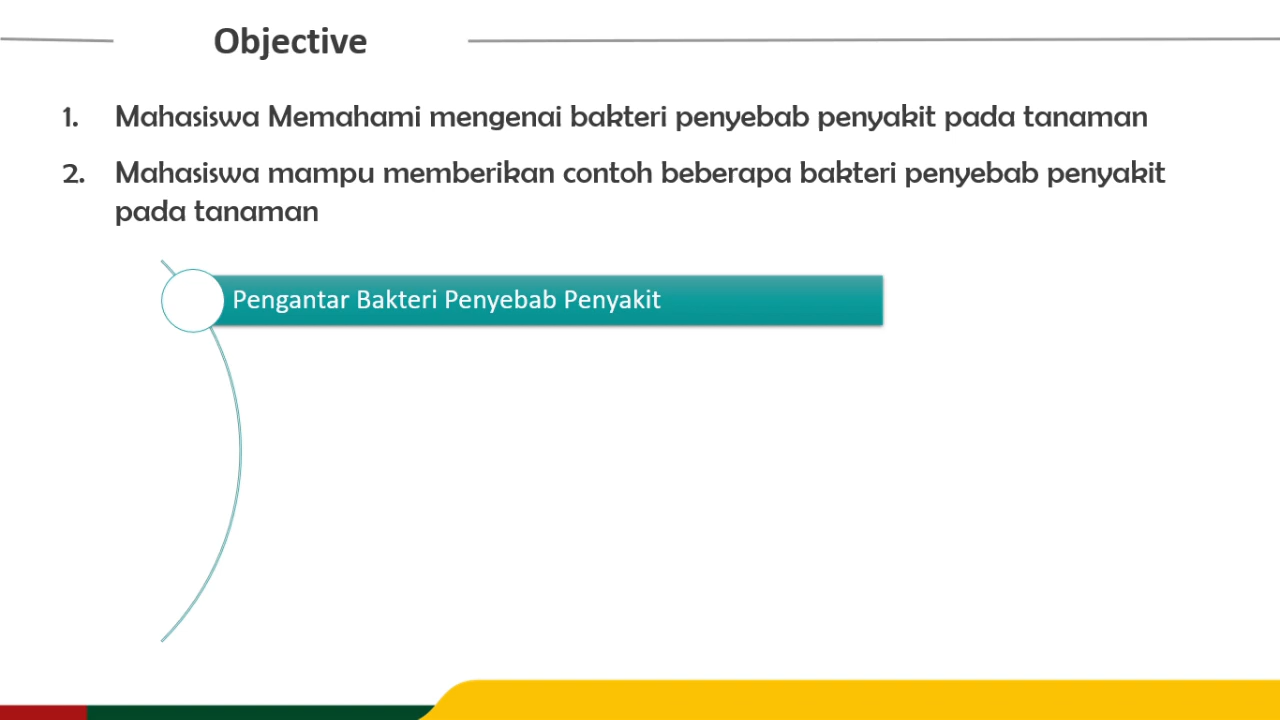 Objective
1. Mahasiswa Memahami mengenai bakteri penyebab penyakit pada tanaman
2. Mahasiswa mampu memberikan contoh beberapa bakteri penyebab penyakit
pada tanaman
Pengantar Bakteri Penyebab Penyakit